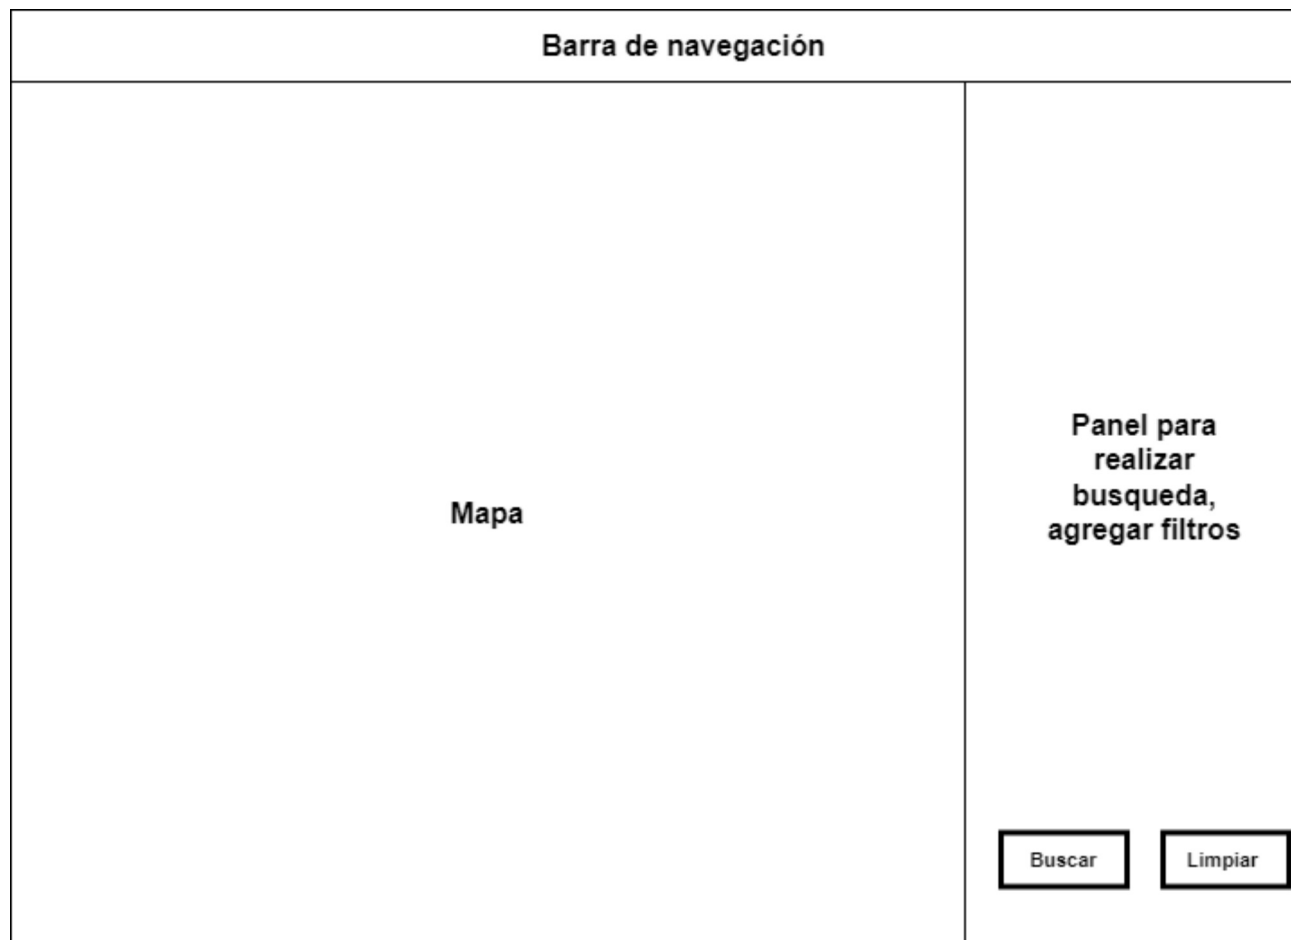 Barra de navegación
Mapa
Panel para
realizar
busqueda,
agregar filtros
Buscar
Limpiar